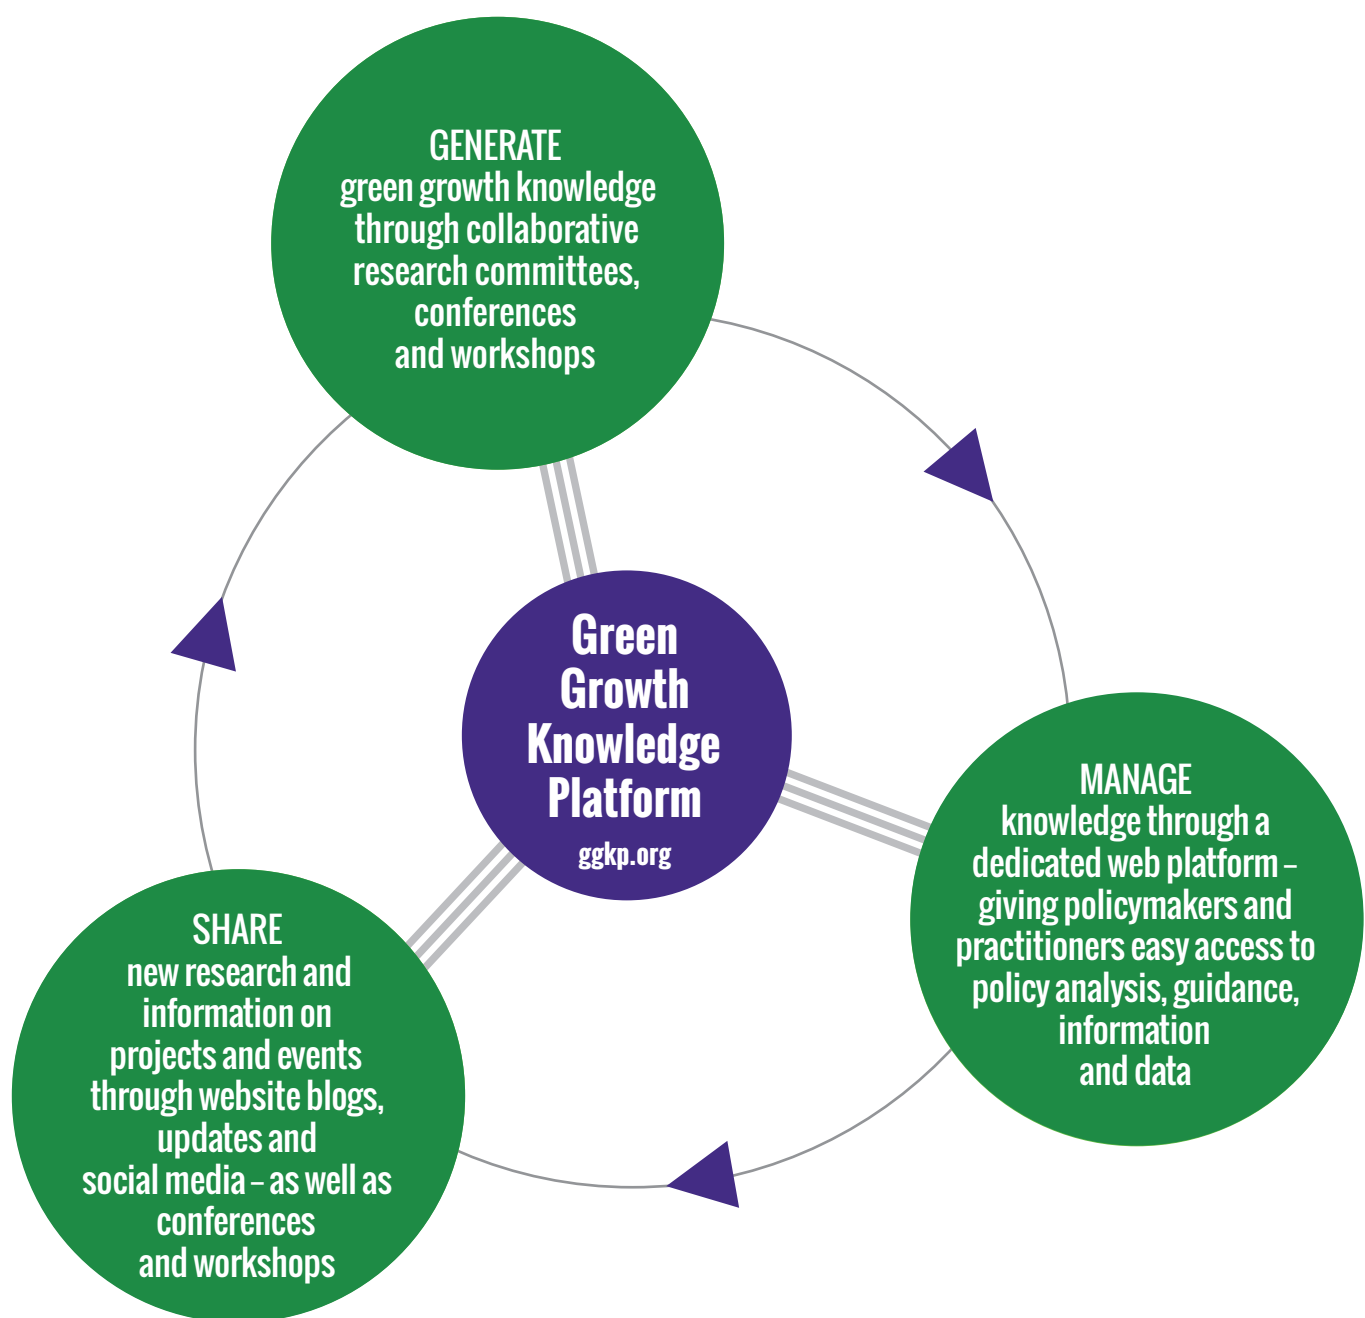 GENERATE
green growth knowledge
through collaborative
research committees,
conferences
and workshops
Green
Growth
Knowledge
Platform
ggkp.org
MANAGE
knowledge through a
dedicated web platform –
giving policymakers and
practitioners easy access to
policy analysis, guidance,
information
and data
SHARE
new research and
information on
projects and events
through website blogs,
updates and
social media – as well as
conferences
and workshops